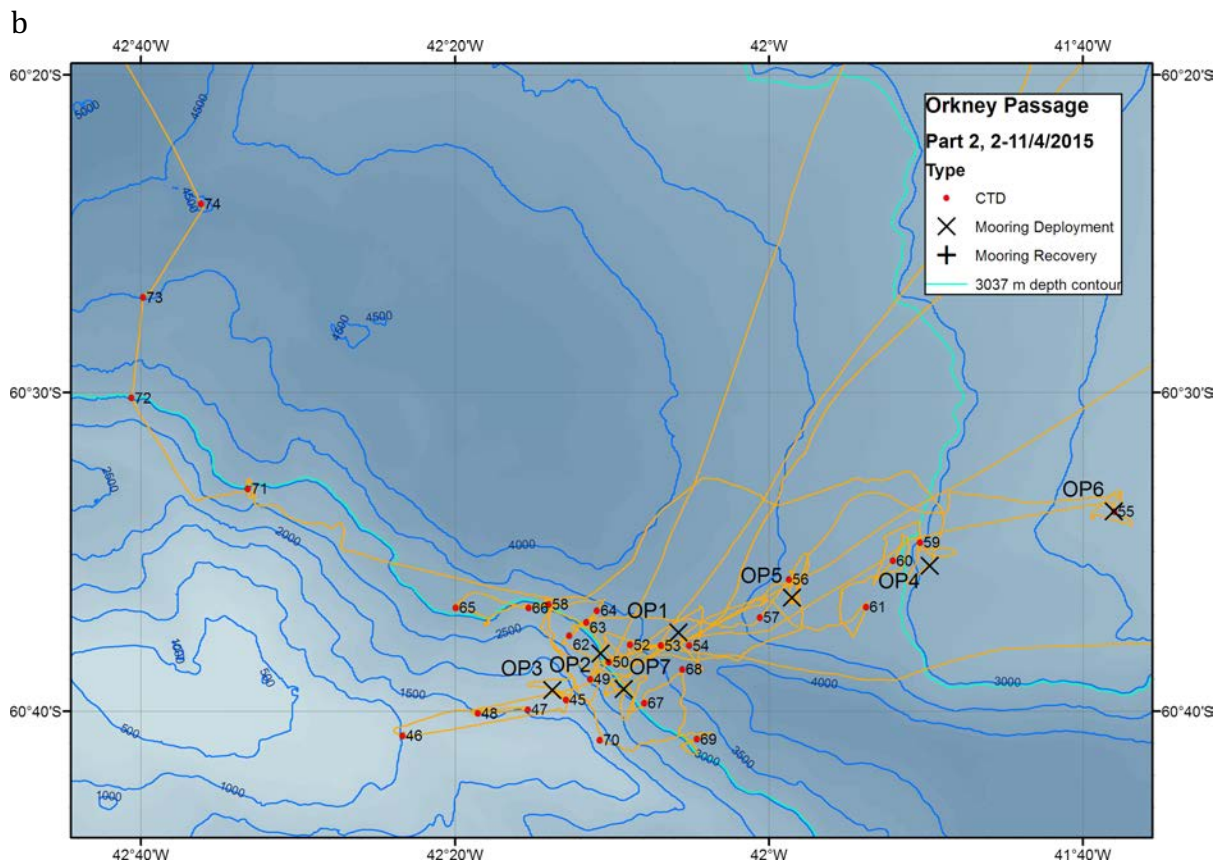 b
42°40'W 42°20'W 42°W 41°40'W
60°20'S 60°20'S
Orkney Passage
Part 2, 2-11/4/2015
Type
CTD
Mooring Deployment
Mooring Recovery
3037 m depth contour
5000
4500
4500
74
73
4500
4500
60°30'S 60°30'S
72
2500
71
OP6
55
2000
4000
59
60
OP4
OP5 56
61
65 66 58 64 OP1
57
63
2500
62 52 53 54
50
OP3 OP2 OP7
49 68
500
4000
3000
1500
45 67
60°40'S 60°40'S
48 47
500
46
70 69
3500
3000
1000
1000
42°40'W 42°20'W 42°W 41°40'W